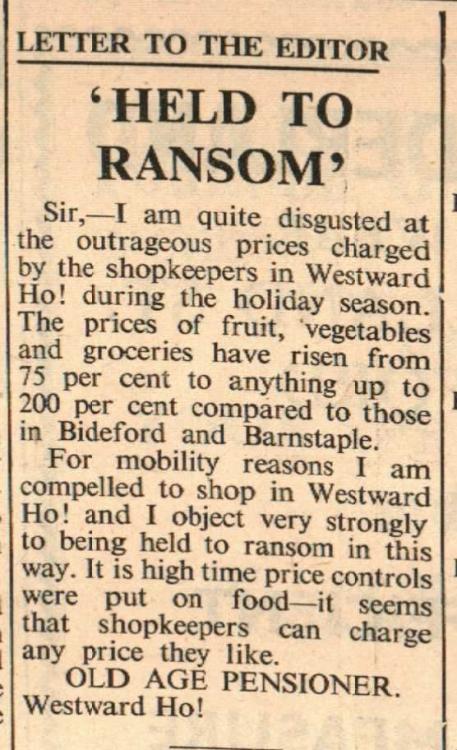 LETTER TO THE EDITOR
‘HELD TO
RANSOM’
Sir,—I am quite disgusted at
the outrageous prices charged
by the shopkeepers in Westward
Ho! during the holiday season.
The prices of fruit, vegetables
and groceries have risen from
75 per cent to anything up to
200 per cent compared to those
in Bideford and Barnstaple.
For mobility reasons I am
compelled to shop in Westward
Ho! and I object very strongly
to being held to ransom in this
way. It is high time price controls
were put on food—it seems
that shopkeepers can charge
any price they like.
OLD AGE PENSIONER.
Westward Ho!